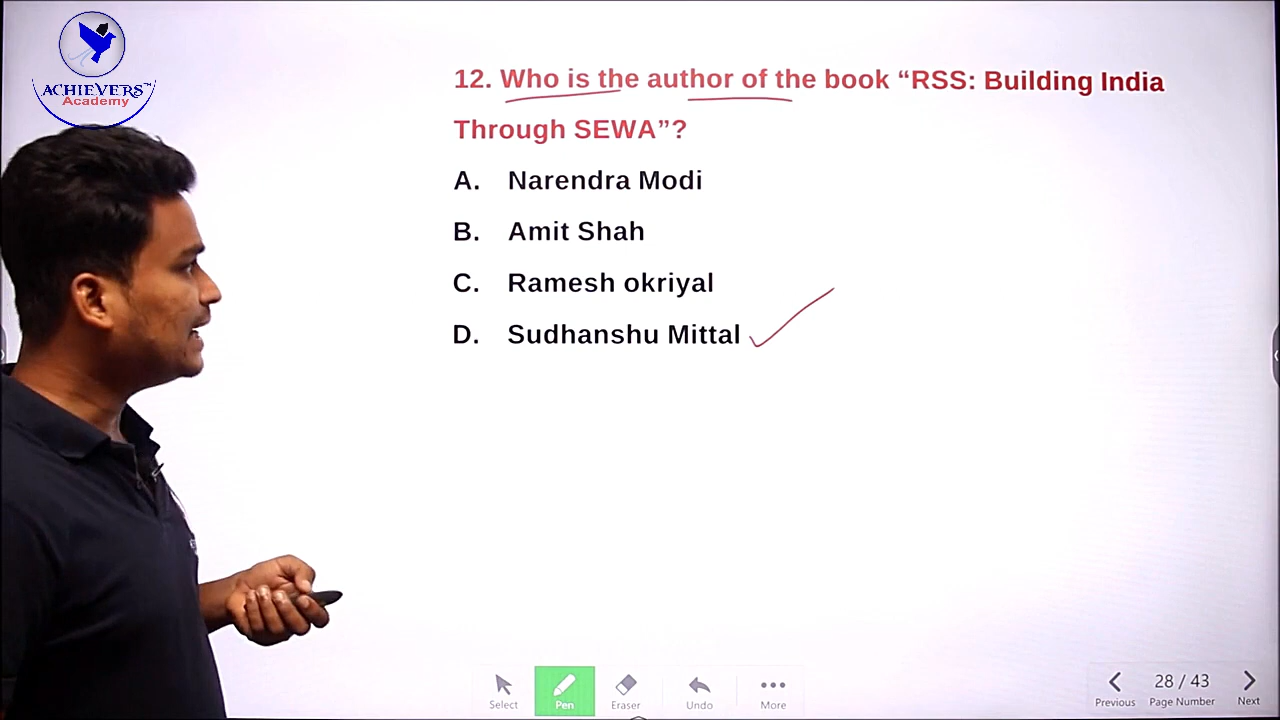 ACHIEVERS™
Academy
12. Who is the author of the book “RSS: Building India
Through SEWA”?
A. Narendra Modi
B. Amit Shah
C. Ramesh okriyal
D. Sudhanshu Mittal
Select
Pen
Eraser
Undo
More
Previous
28 / 43
Page Number
Next